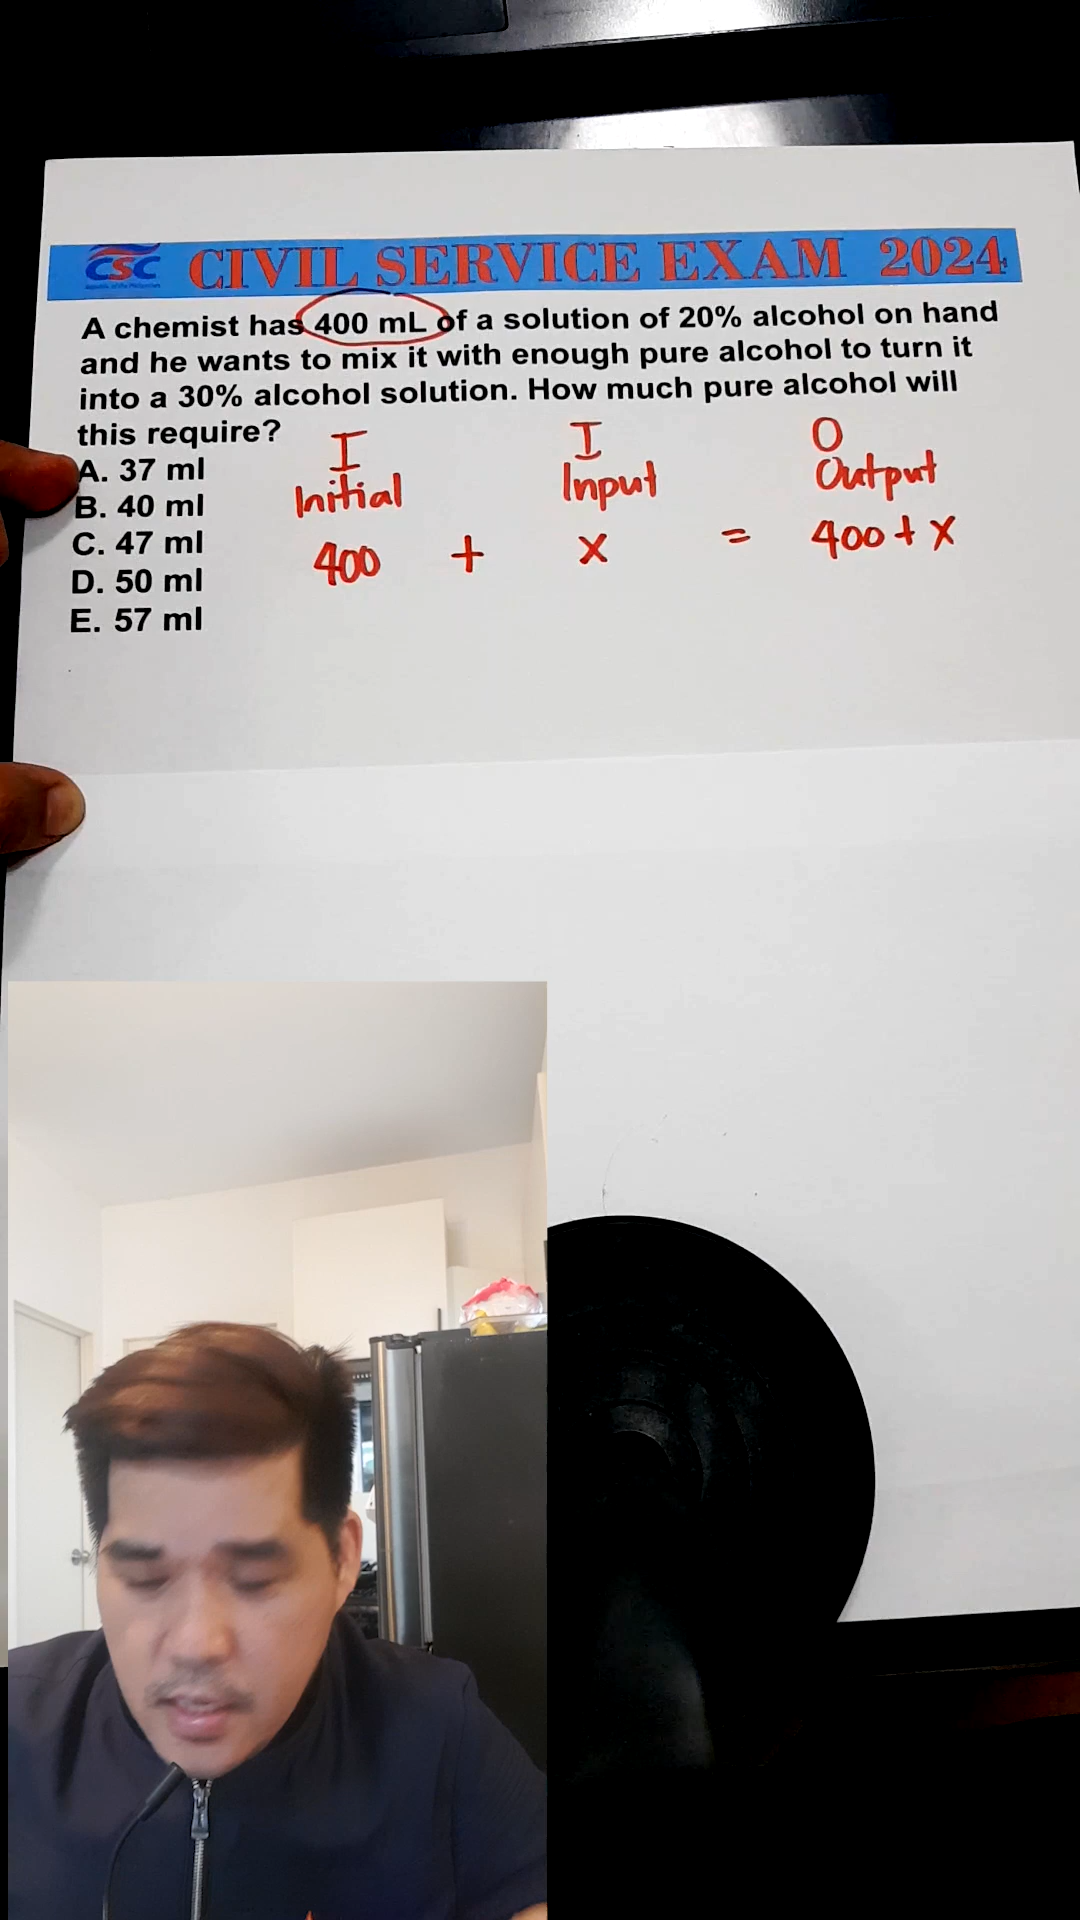 CSC CIVIL SERVICE EXAM 2024
A chemist has 400 mL of a solution of 20% alcohol on hand
and he wants to mix it with enough pure alcohol to turn it
into a 30% alcohol solution. How much pure alcohol will
this require?
A. 37 ml
B. 40 ml
C. 47 ml
D. 50 ml
E. 57 ml
I I O
Initial Input Output
400 + x = 400 + x